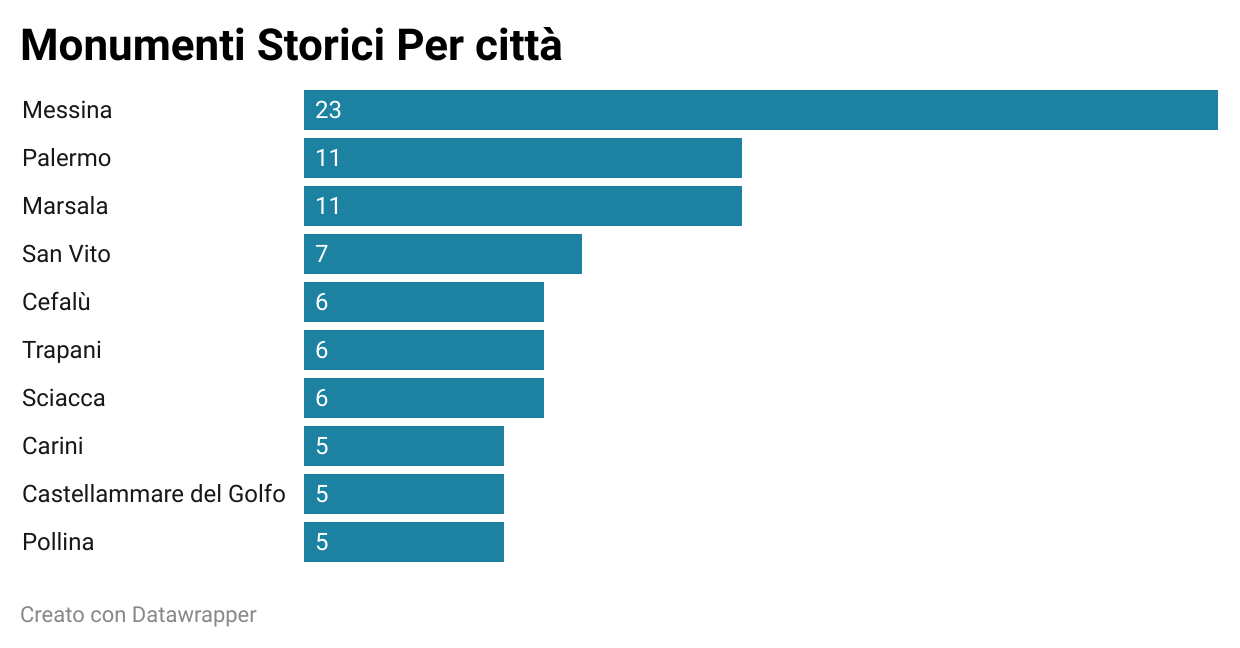 Monumenti Storici Per città
Messina 23
Palermo 11
Marsala 11
San Vito 7
Cefalù 6
Trapani 6
Sciacca 6
Carini 5
Castellammare del Golfo 5
Pollina 5
Creato con Datawrapper